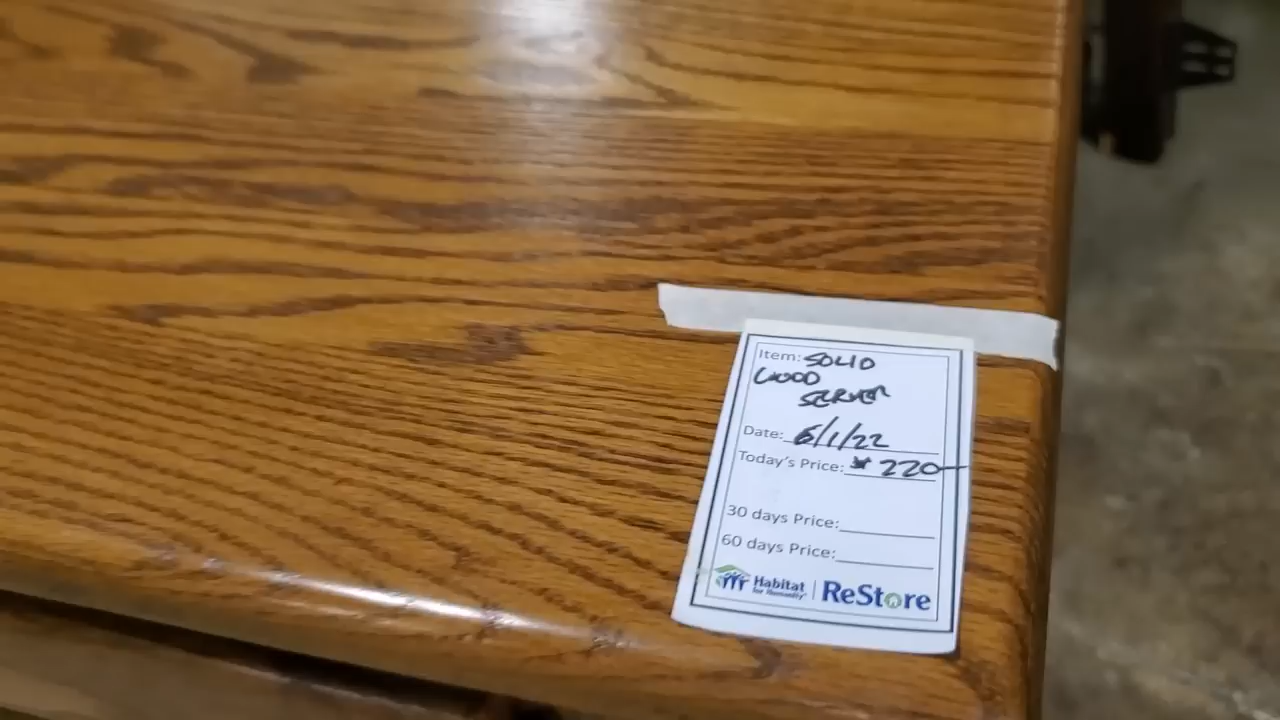 Item: SOLID
WOOD
SERVER
Date: 6/1/22
Today's Price: $220-
30 days Price:
60 days Price:
Habitat for Humanity® | ReStore